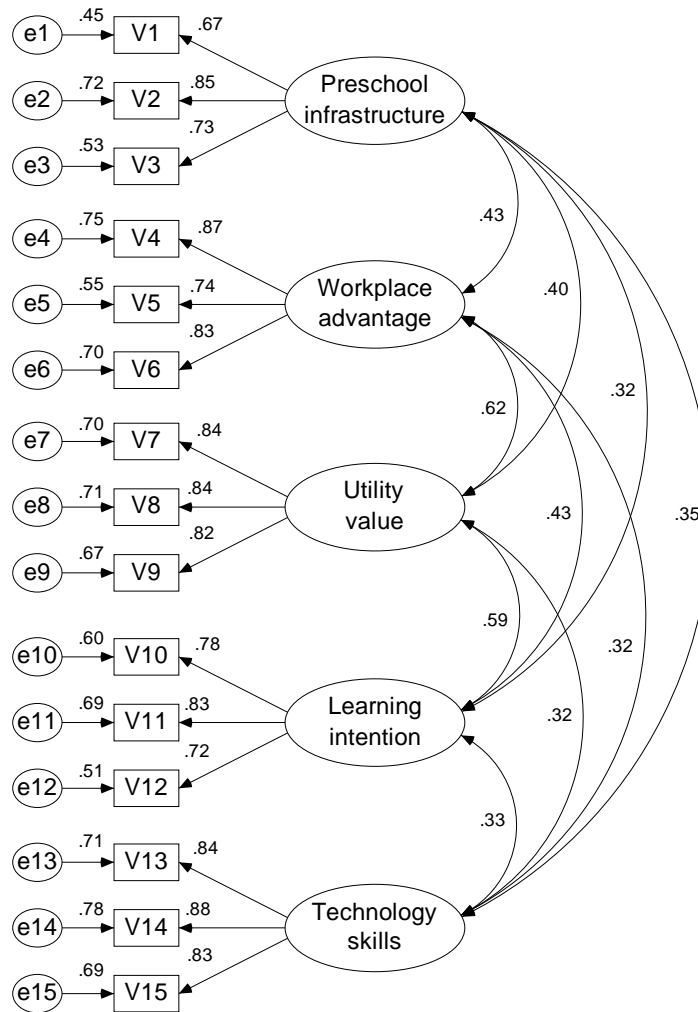 .45
.67
e1
V1
Preschool
infrastructure
.72
.85
e2
V2
.53
.73
e3
V3
.43
.75
.87
e4
V4
Workplace
advantage
.55
.74
e5
V5
.40
.70
.83
e6
V6
.32
.62
.70
.84
e7
V7
Utility
value
.71
.84
e8
V8
.43
.35
.67
.82
e9
V9
.59
.60
.78
e10
V10
.32
Learning
intention
.69
.83
e11
V11
.32
.51
.72
e12
V12
.33
.71
.84
e13
V13
Technology
skills
.78
.88
e14
V14
.69
.83
e15
V15